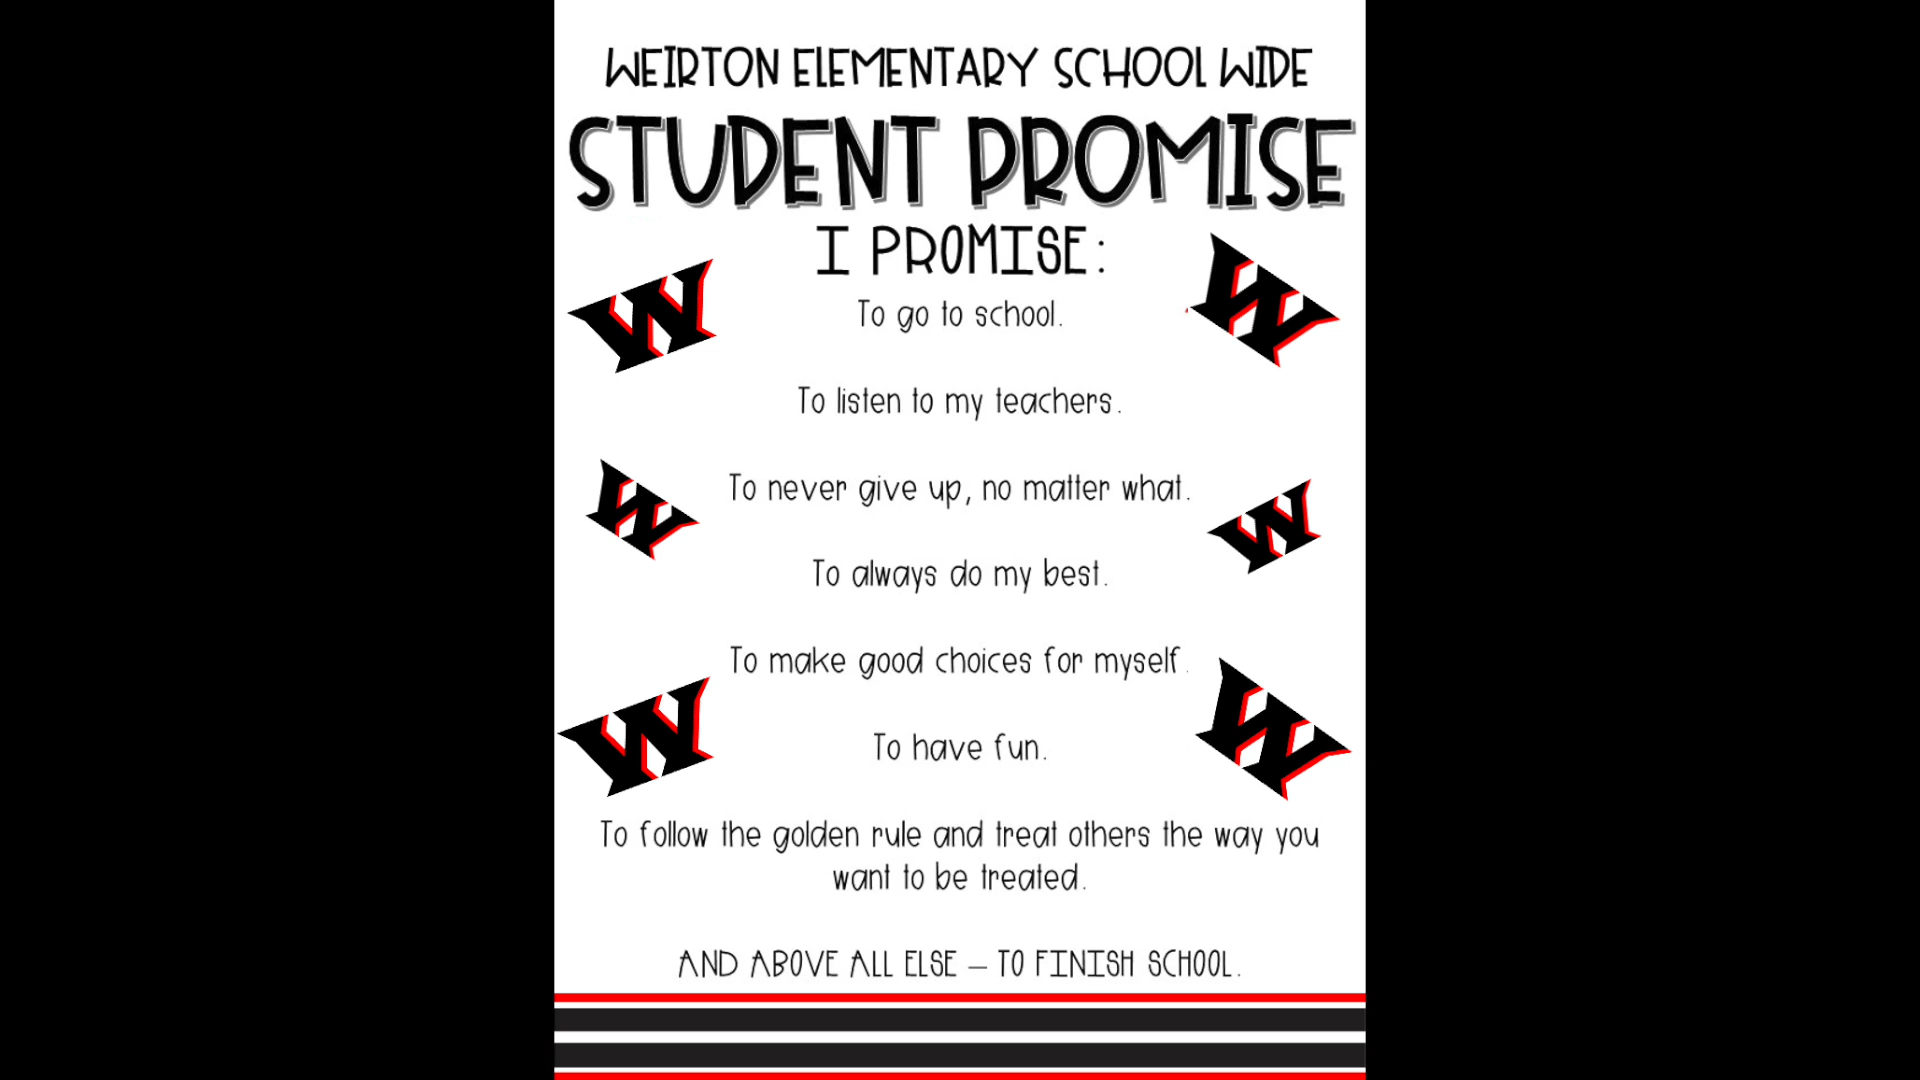 WEIRTON ELEMENTARY SCHOOL WIDE
STUDENT PROMISE
I PROMISE:
W
W
To go to school.
To listen to my teachers.
To never give up, no matter what.
W
W
To always do my best.
To make good choices for myself.
W
W
To have fun.
To follow the golden rule and treat others the way you
want to be treated.
AND ABOVE ALL ELSE – TO FINISH SCHOOL.